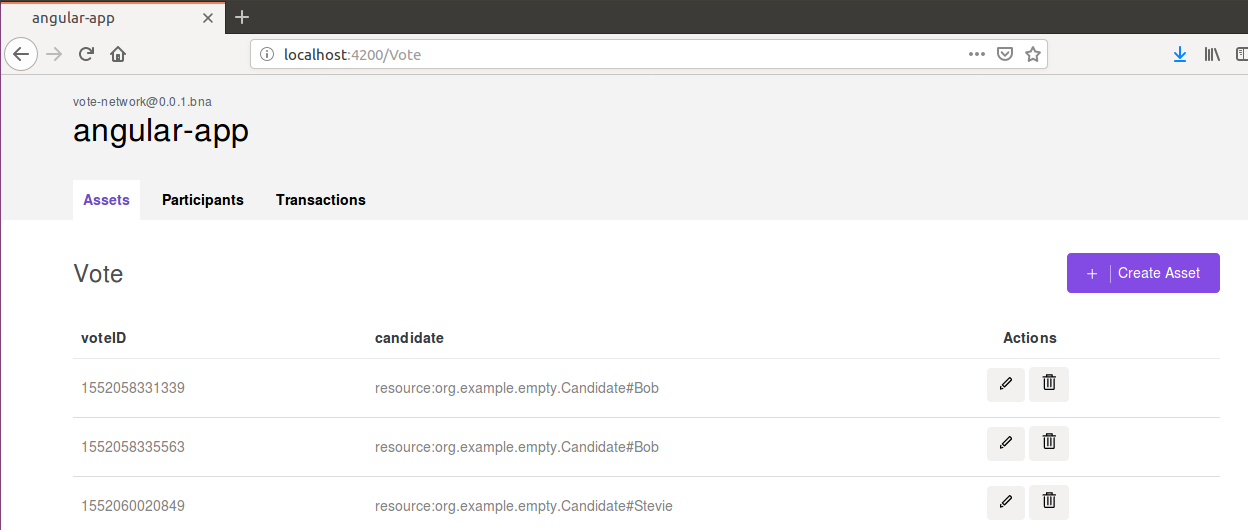 angular-app
localhost:4200/Vote
vote-network@0.0.1.bna
angular-app
Assets Participants Transactions
Vote
+ | Create Asset
voteID candidate Actions
1552058331339 resource:org.example.empty.Candidate#Bob
1552058335563 resource:org.example.empty.Candidate#Bob
1552060020849 resource:org.example.empty.Candidate#Stevie